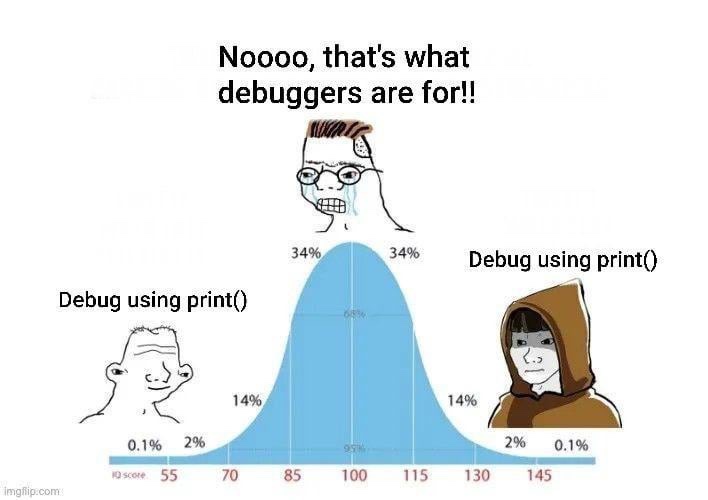 Noooo, that's what
debuggers are for!!
34%
34%
Debug using print()
Debug using print()
68%
14%
14%
0.1%
2%
95%
2%
0.1%
IQ score 55 70 85 100 115 130 145
imgflip.com